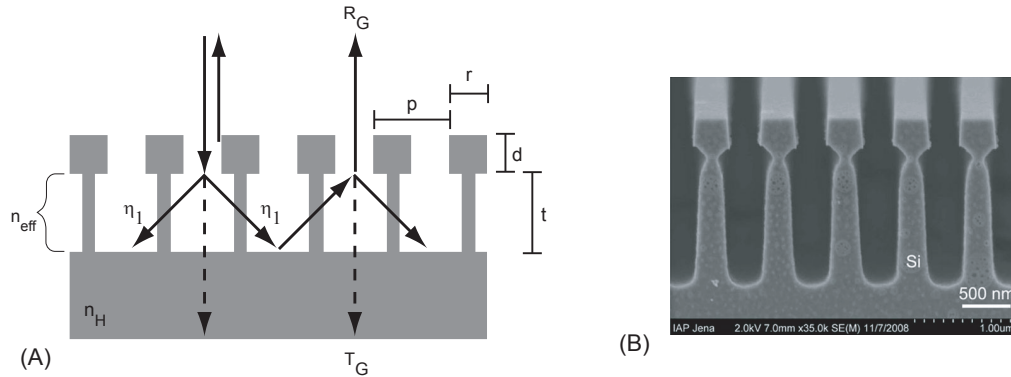 R_G
r
p
d
η_1
η_1
n_eff
t
n_H
T_G
(A)
Si
500 nm
IAP Jena 2.0kV 7.0mm x35.0k SE(M) 11/7/2008 1.00um
(B)